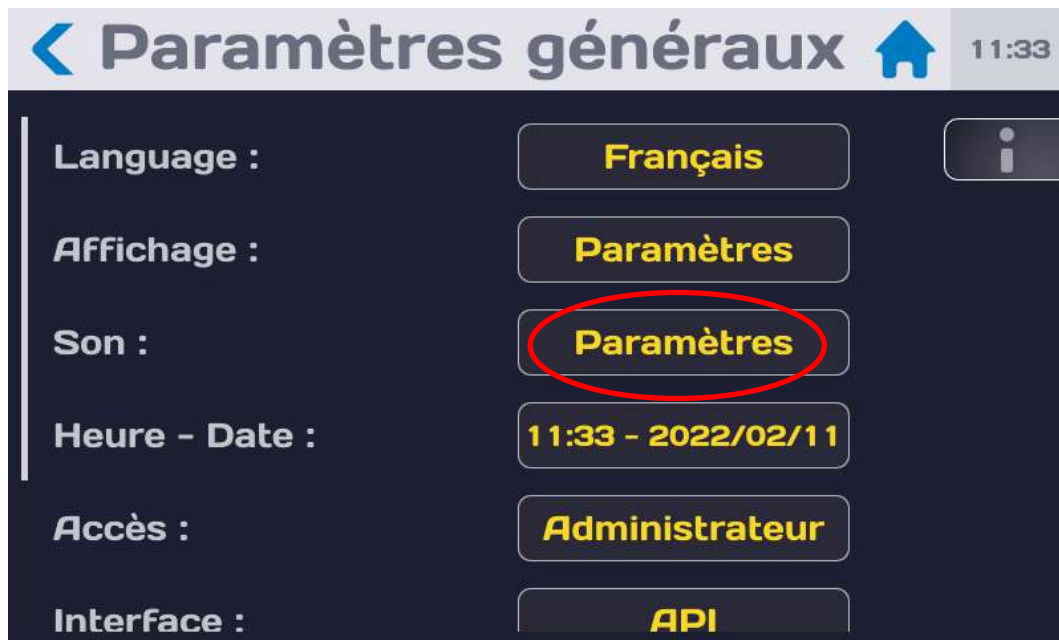 Paramètres généraux 11:33
Language : Français
Affichage : Paramètres
Son : Paramètres
Heure - Date : 11:33 - 2022/02/11
Accès : Administrateur
Interface : API